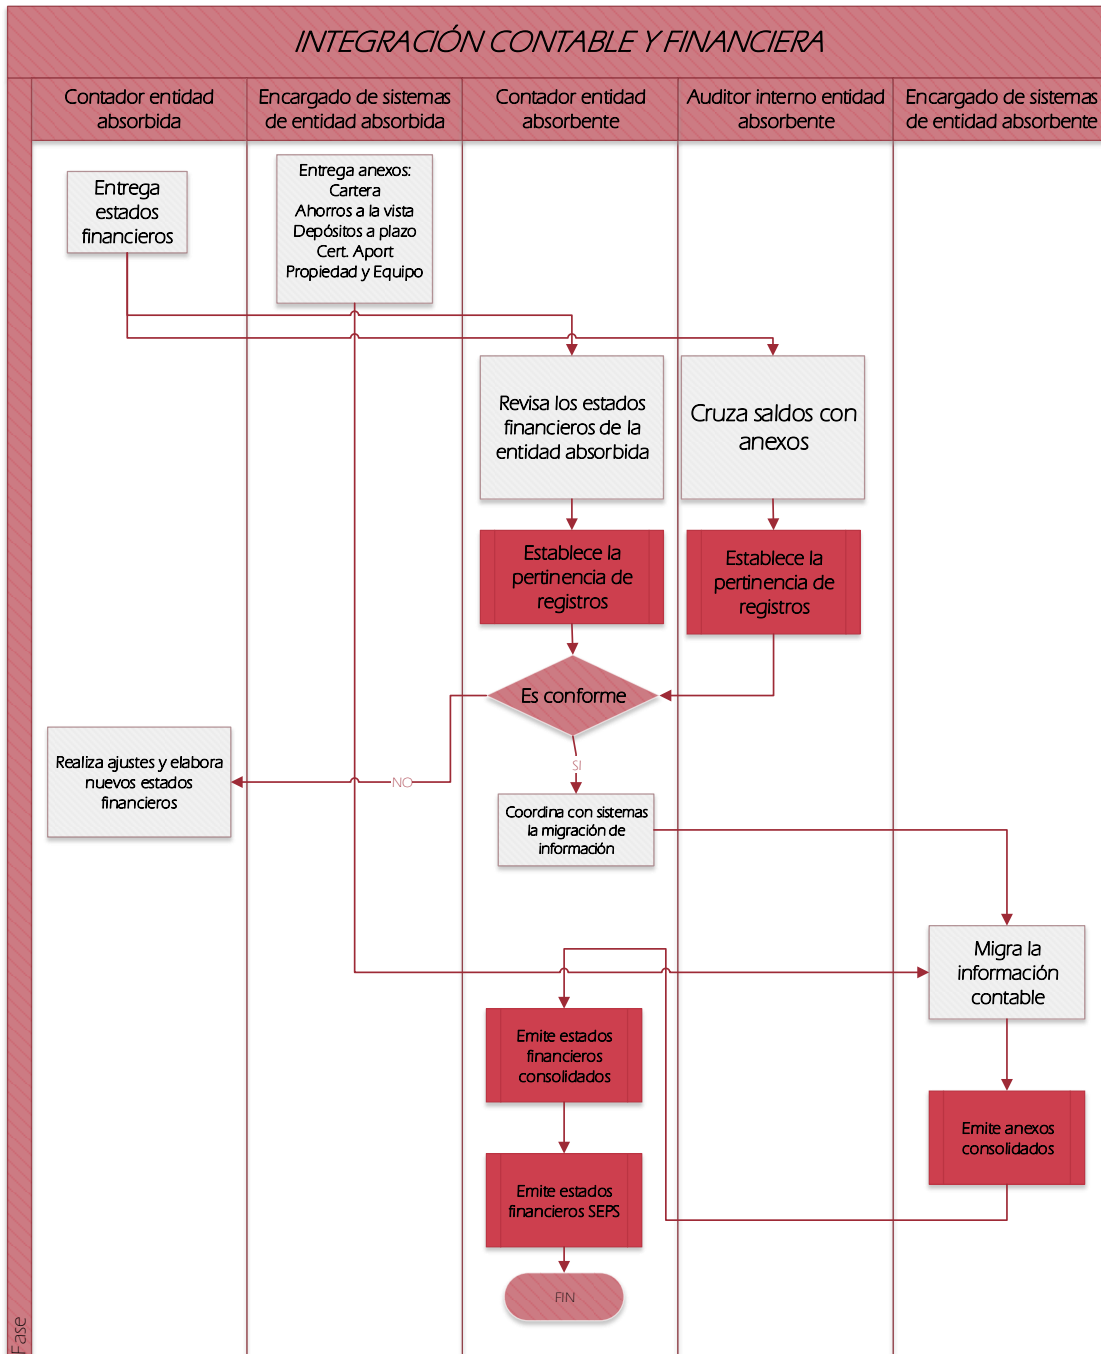 INTEGRACIÓN CONTABLE Y FINANCIERA
Contador entidad
absorbida
Encargado de sistemas
de entidad absorbida
Contador entidad
absorbente
Auditor interno entidad
absorbente
Encargado de sistemas
de entidad absorbente
Entrega
estados
financieros
Entrega anexos:
Cartera
Ahorros a la vista
Depósitos a plazo
Cert. Aport
Propiedad y Equipo
Revisa los estados
financieros de la
entidad absorbida
Cruza saldos con
anexos
Establece la
pertinencia de
registros
Establece la
pertinencia de
registros
Es conforme
Realiza ajustes y elabora
nuevos estados
financieros
NO
SI
Coordina con sistemas
la migración de
información
Migra la
información
contable
Emite estados
financieros
consolidados
Emite anexos
consolidados
Emite estados
financieros SEPS
FIN
Fase